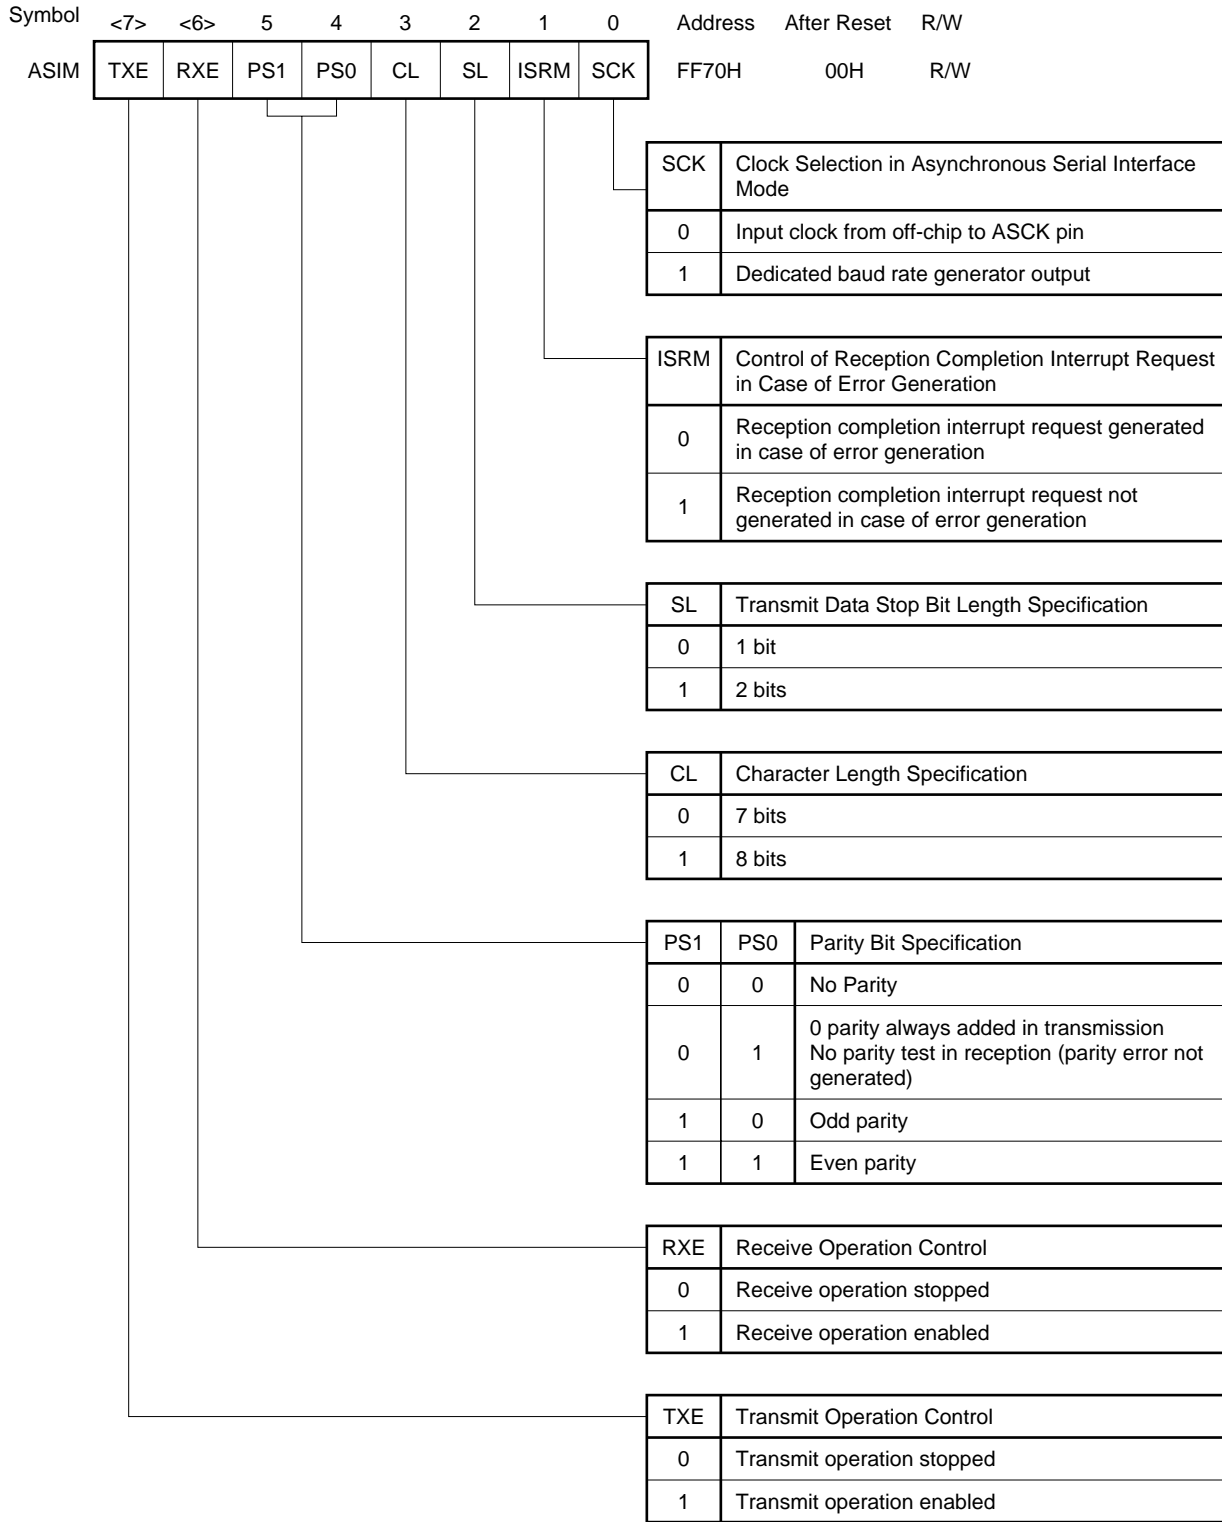 Symbol <7> <6> 5 4 3 2 1 0 Address After Reset R/W
ASIM TXE RXE PS1 PS0 CL SL ISRM SCK FF70H 00H R/W
SCK Clock Selection in Asynchronous Serial Interface
Mode
0 Input clock from off-chip to ASCK pin
1 Dedicated baud rate generator output
ISRM Control of Reception Completion Interrupt Request
in Case of Error Generation
0 Reception completion interrupt request generated
in case of error generation
1 Reception completion interrupt request not
generated in case of error generation
SL Transmit Data Stop Bit Length Specification
0 1 bit
1 2 bits
CL Character Length Specification
0 7 bits
1 8 bits
PS1 PS0 Parity Bit Specification
0 0 No Parity
0 1 0 parity always added in transmission
No parity test in reception (parity error not
generated)
1 0 Odd parity
1 1 Even parity
RXE Receive Operation Control
0 Receive operation stopped
1 Receive operation enabled
TXE Transmit Operation Control
0 Transmit operation stopped
1 Transmit operation enabled